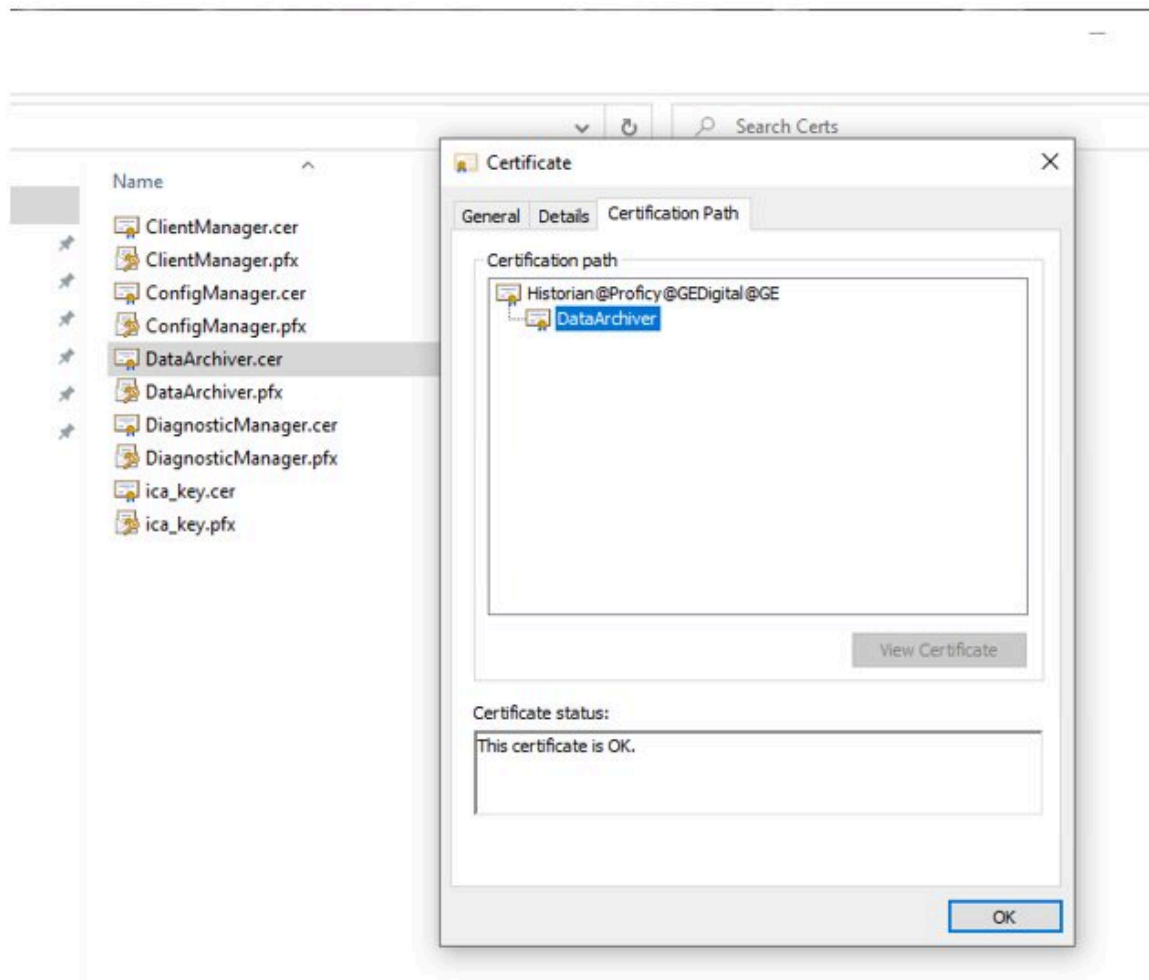 Search Certs
Name
ClientManager.cer
ClientManager.pfx
ConfigManager.cer
ConfigManager.pfx
DataArchiver.cer
DataArchiver.pfx
DiagnosticManager.cer
DiagnosticManager.pfx
ica_key.cer
ica_key.pfx
Certificate
General Details Certification Path
Certification path
Historian@Proficy@GEDigital@GE
DataArchiver
View Certificate
Certificate status:
This certificate is OK.
OK